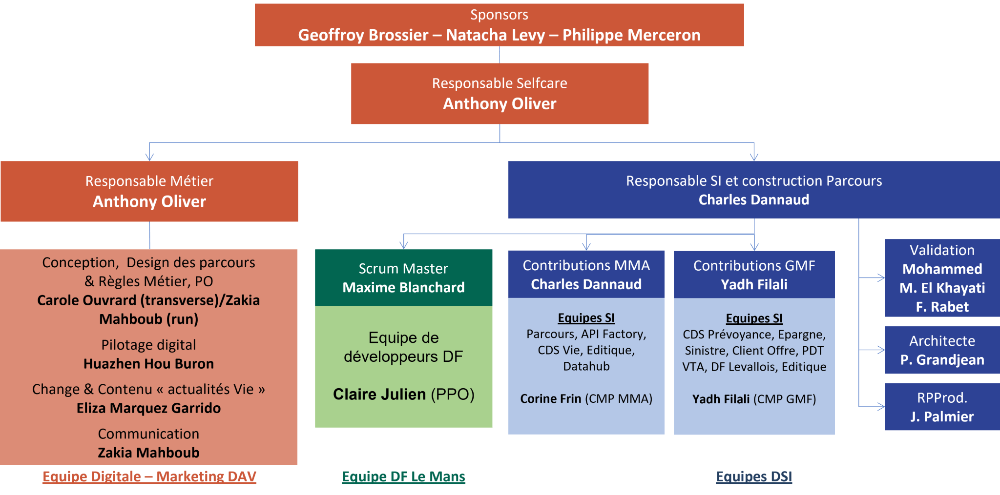 Sponsors
Geoffroy Brossier – Natacha Levy – Philippe Merceron
Responsable Selfcare
Anthony Oliver
Responsable Métier
Anthony Oliver
Responsable SI et construction Parcours
Charles Dannaud
Conception,  Design des parcours
& Règles Métier, PO
Carole Ouvrard (transverse)/Zakia
Mahboub (run)
Pilotage digital
Huazhen Hou Buron
Change & Contenu « actualités Vie »
Eliza Marquez Garrido
Communication
Zakia Mahboub
Equipe Digitale – Marketing DAV
Scrum Master
Maxime Blanchard
Equipe de
développeurs DF
Claire Julien (PPO)
Equipe DF Le Mans
Contributions MMA
Charles Dannaud
Equipes SI
Parcours, API Factory,
CDS Vie, Editique,
Datahub
Corine Frin (CMP MMA)
Contributions GMF
Yadh Filali
Equipes SI
CDS Prévoyance, Epargne,
Sinistre, Client Offre, PDT
VTA, DF Levallois, Editique
Yadh Filali (CMP GMF)
Validation
Mohammed
M. El Khayati
F. Rabet
Architecte
P. Grandjean
RPProd.
J. Palmier
Equipes DSI